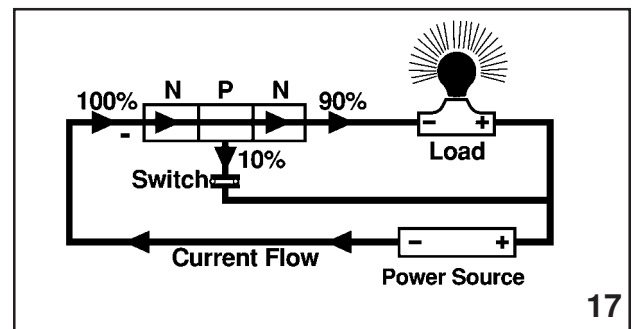 N P N
100% 90%
-
- +
Load
10%
Switch
Current Flow
- +
Power Source
17